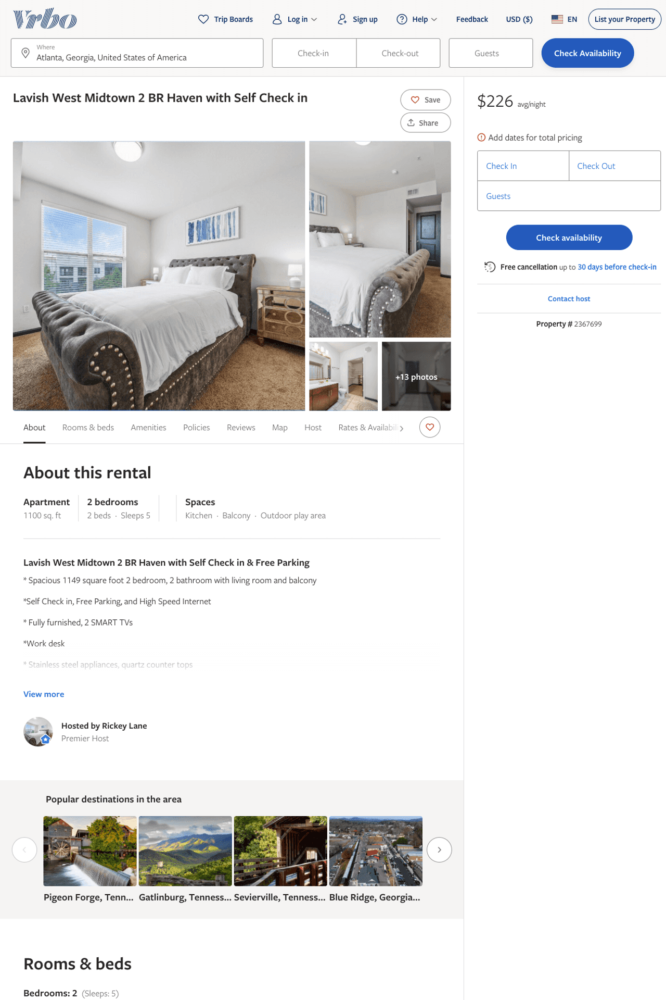 Vrbo
Trip Boards
Log in
Sign up
Help
Feedback
USD ($)
EN
List your Property
Where
Atlanta, Georgia, United States of America
Check-in
Check-out
Guests
Check Availability
Lavish West Midtown 2 BR Haven with Self Check in
Save
Share
+13 photos
$226 avg/night
Add dates for total pricing
Check In
Check Out
Guests
Check availability
Free cancellation up to 30 days before check-in
Contact host
Property # 2367699
About
Rooms & beds
Amenities
Policies
Reviews
Map
Host
Rates & Availabili
About this rental
Apartment
1100 sq. ft
2 bedrooms
2 beds · Sleeps 5
Spaces
Kitchen · Balcony · Outdoor play area
Lavish West Midtown 2 BR Haven with Self Check in & Free Parking
* Spacious 1149 square foot 2 bedroom, 2 bathroom with living room and balcony
*Self Check in, Free Parking, and High Speed Internet
* Fully furnished, 2 SMART TVs
*Work desk
* Stainless steel appliances, quartz counter tops
View more
Hosted by Rickey Lane
Premier Host
Popular destinations in the area
Pigeon Forge, Tenn...
Gatlinburg, Tenness...
Sevierville, Tenness...
Blue Ridge, Georgia...
Rooms & beds
Bedrooms: 2 (Sleeps: 5)